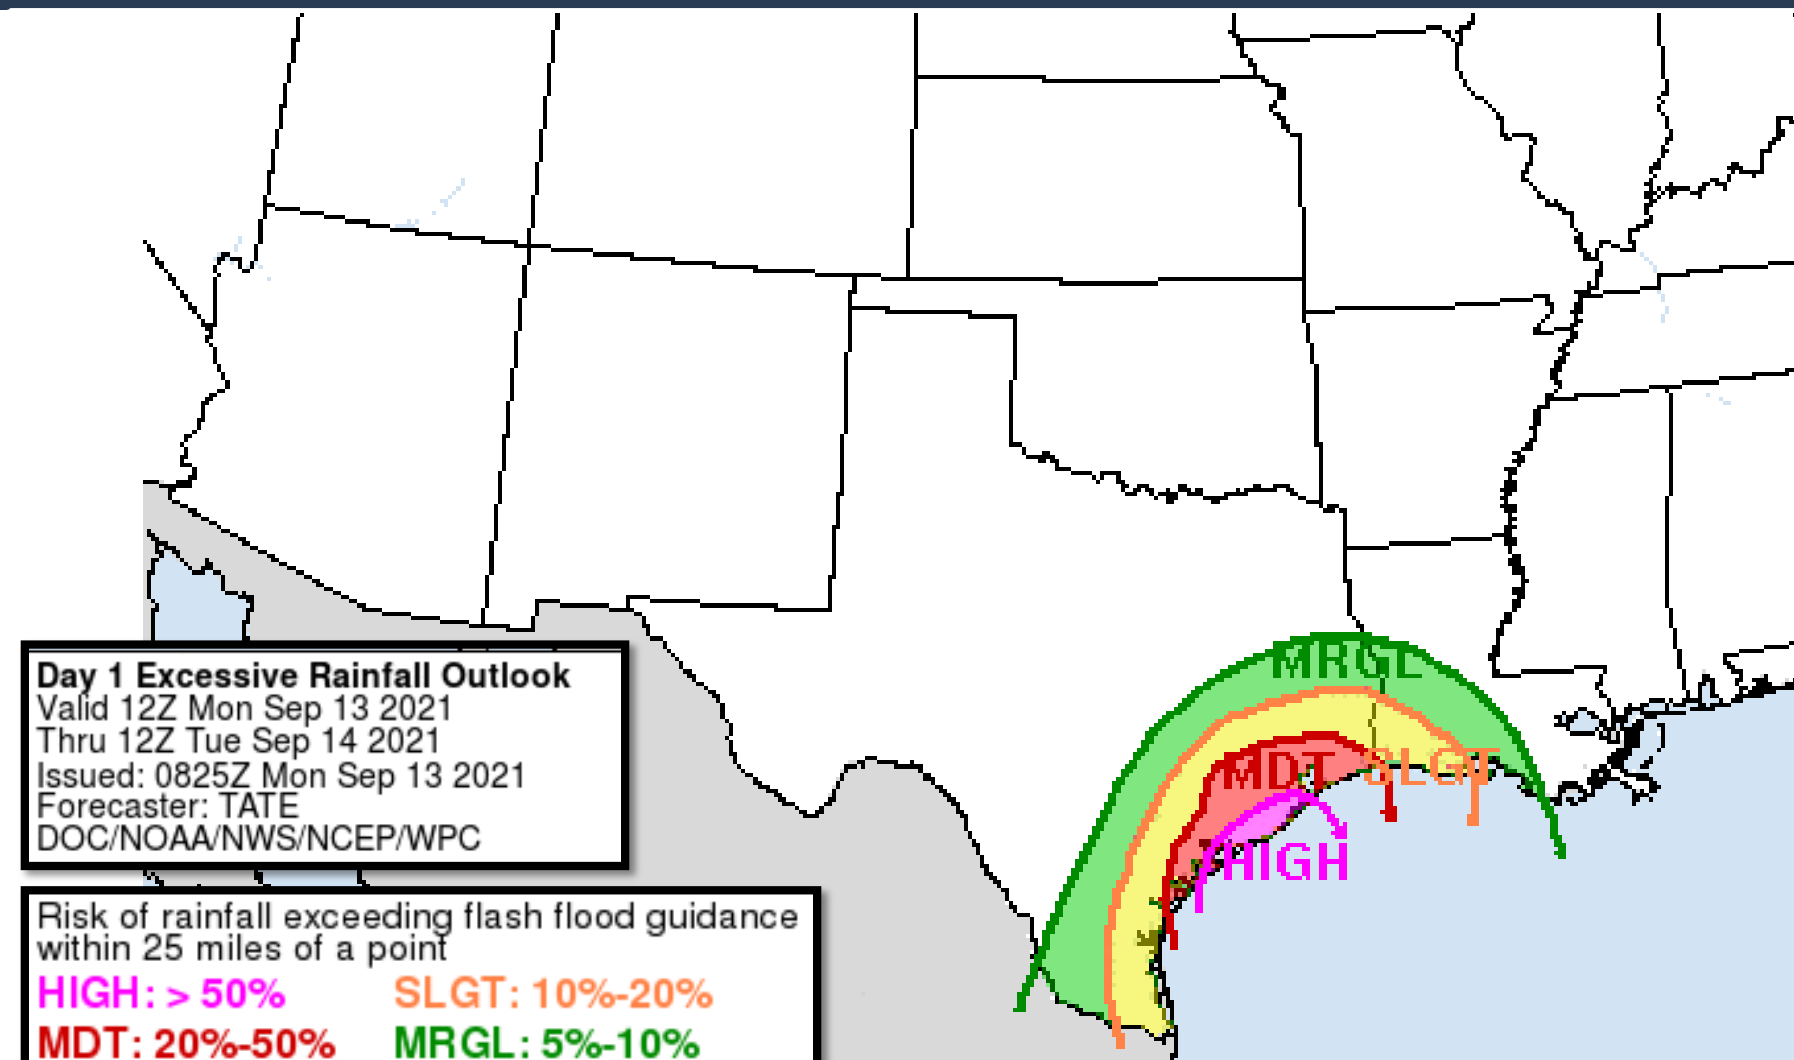 MRGL
SLGT
MDT
HIGH
Day 1 Excessive Rainfall Outlook
Valid 12Z Mon Sep 13 2021
Thru 12Z Tue Sep 14 2021
Issued: 0825Z Mon Sep 13 2021
Forecaster: TATE
DOC/NOAA/NWS/NCEP/WPC
Risk of rainfall exceeding flash flood guidance
within 25 miles of a point
HIGH: > 50% SLGT: 10%-20%
MDT: 20%-50% MRGL: 5%-10%